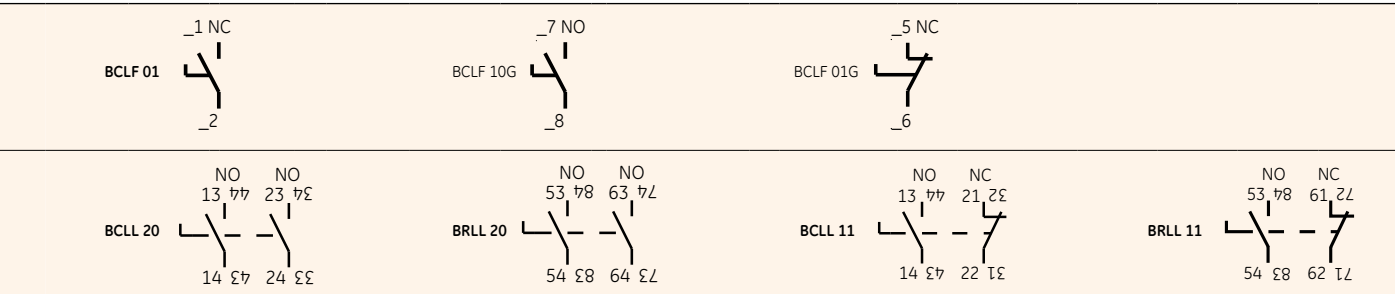 _1 NC
_7 NO
_5 NC
BCLF 01
BCLF 10G
BCLF 01G
_2
_8
_6
NO NO
13 44 23 34
BCLL 20
14 43 24 33
NO NO
53 84 63 74
BRLL 20
54 83 64 73
NO NC
13 44 21 32
BCLL 11
14 43 22 31
NO NC
53 84 61 72
BRLL 11
54 83 62 71